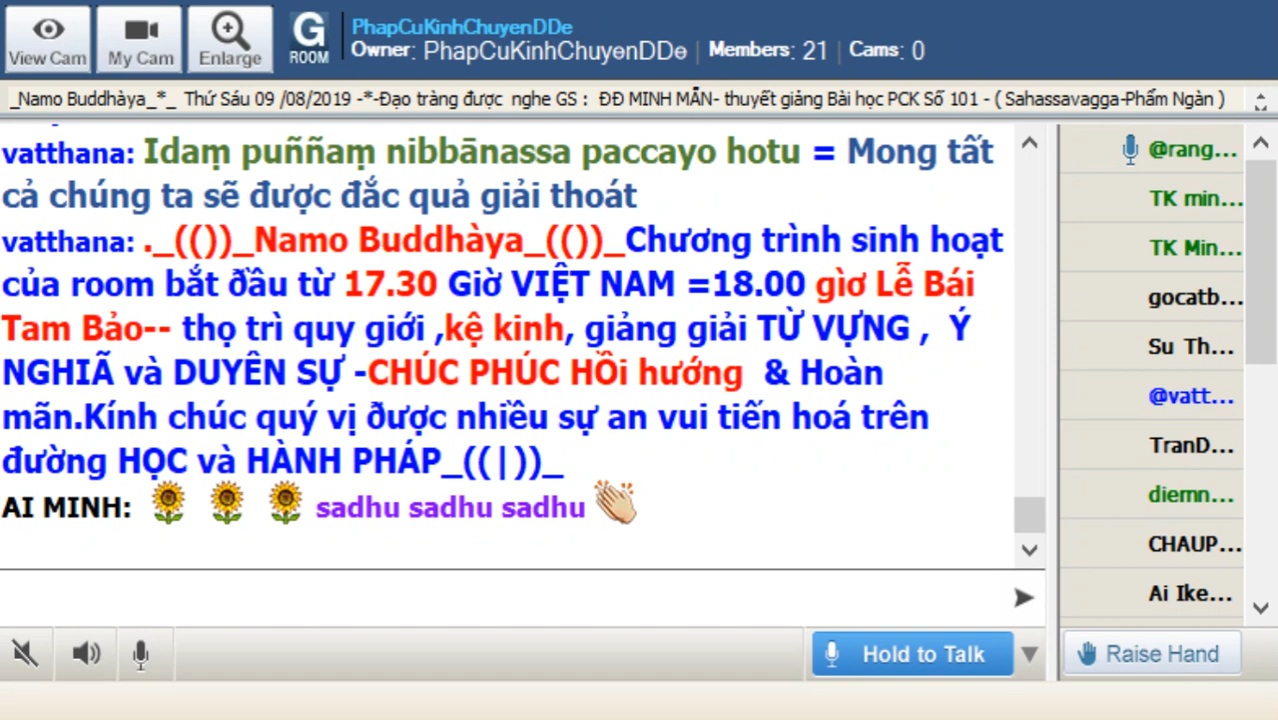 View Cam
My Cam
Enlarge
G
ROOM
PhapCuKinhChuyenDDe
Owner: PhapCuKinhChuyenDDe | Members: 21 | Cams: 0
_Namo Buddhàya_*_ Thứ Sáu 09 /08/2019 -*-Đạo tràng được nghe GS : ĐĐ MINH MẪN- thuyết giảng Bài học PCK Số 101 - ( Sahassavagga-Phẩm Ngàn )
vatthana: Idaṃ puññaṃ nibbānassa paccayo hotu = Mong tất
cả chúng ta sẽ được đắc quả giải thoát
vatthana: ._(())_Namo Buddhàya_(())_Chương trình sinh hoạt
của room bắt ðầu từ 17.30 Giờ VIỆT NAM =18.00 giơ Lễ Bái
Tam Bảo-- thọ trì quy giới ,kệ kinh, giảng giải TỪ VỰNG , Ý
NGHIÃ và DUYÊN SỰ -CHÚC PHÚC HỒi hướng & Hoàn
mãn.Kính chúc quý vị ðược nhiều sự an vui tiến hoá trên
đường HỌC và HÀNH PHÁP_((|))_
AI MINH: sadhu sadhu sadhu
@rang...
TK min...
TK Min...
gocatb...
Su Th...
@vatt...
TranD...
diemn...
CHAUP...
Ai Ike...
Hold to Talk
Raise Hand